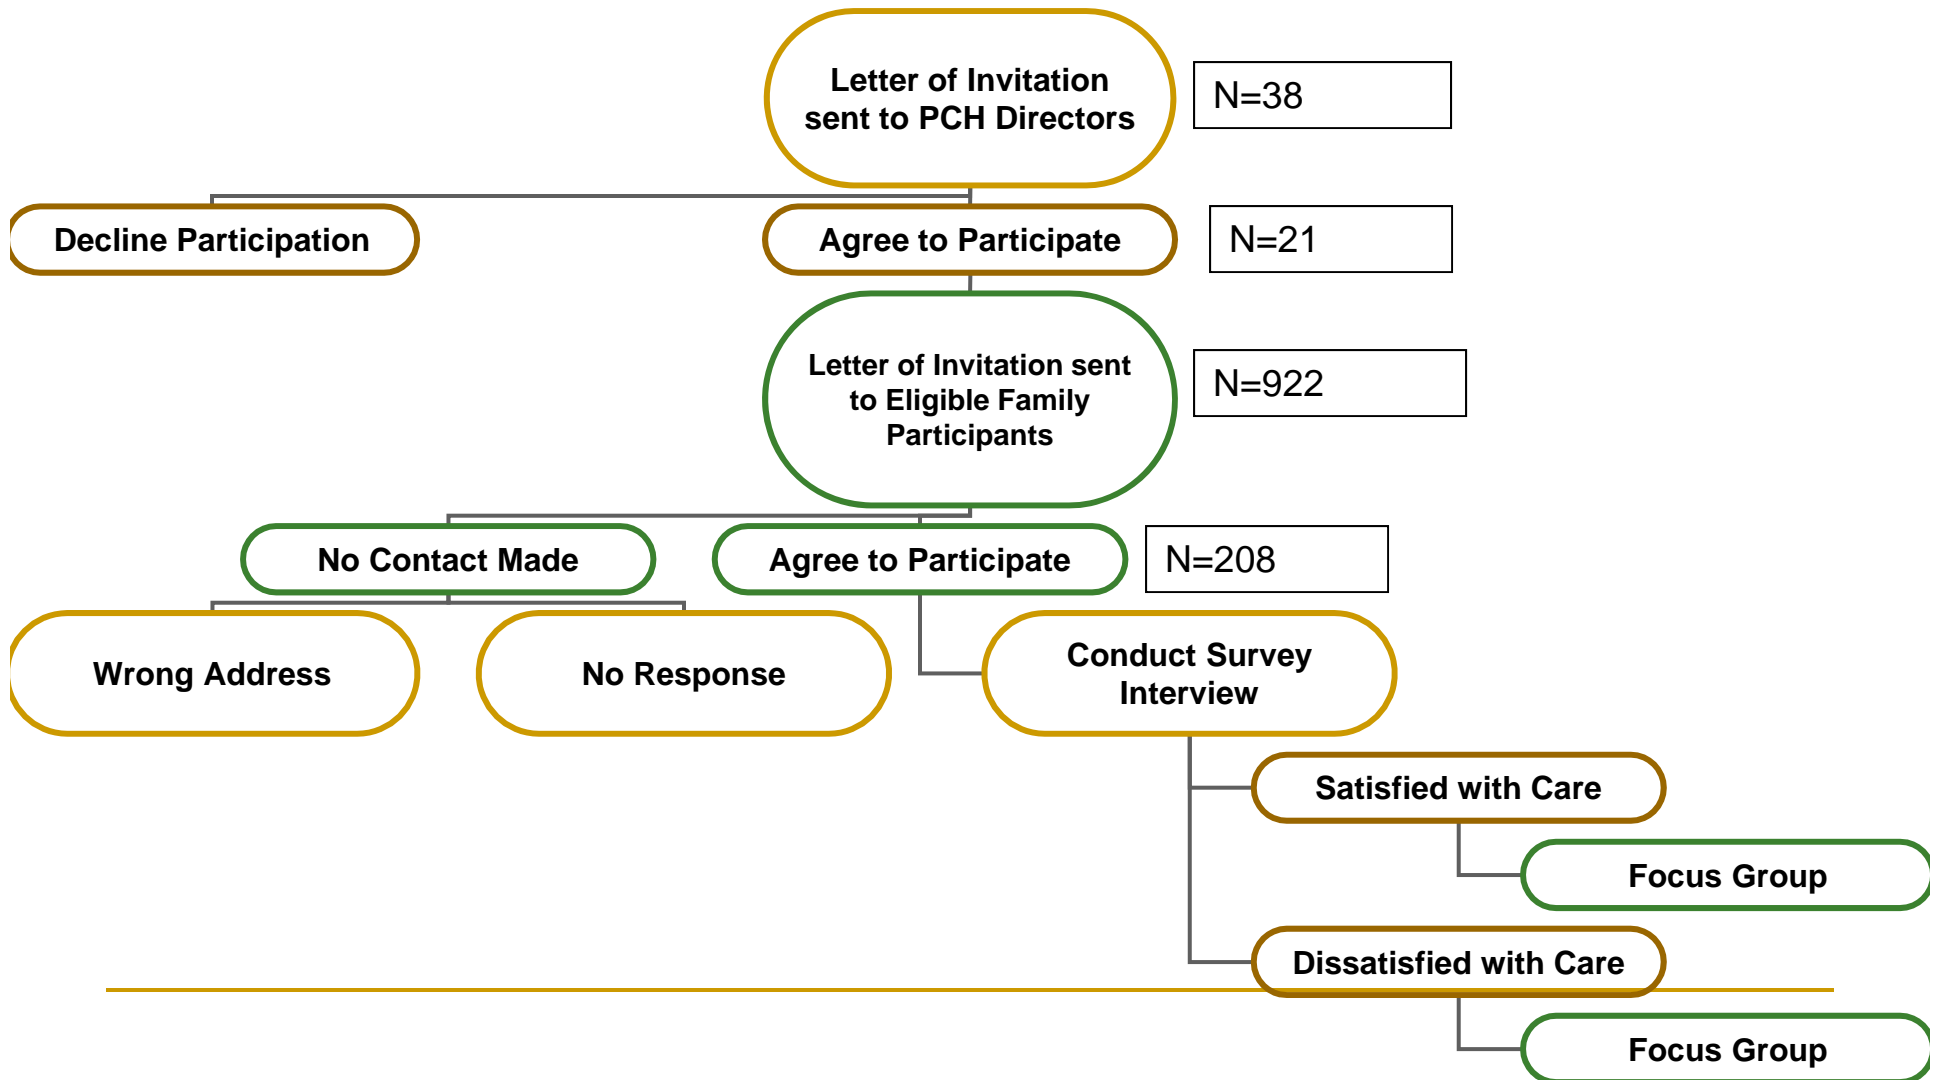 Letter of Invitation
sent to PCH Directors
N=38
Decline Participation
Agree to Participate
N=21
Letter of Invitation sent
to Eligible Family
Participants
N=922
No Contact Made
Agree to Participate
N=208
Wrong Address
No Response
Conduct Survey
Interview
Satisfied with Care
Focus Group
Dissatisfied with Care
Focus Group